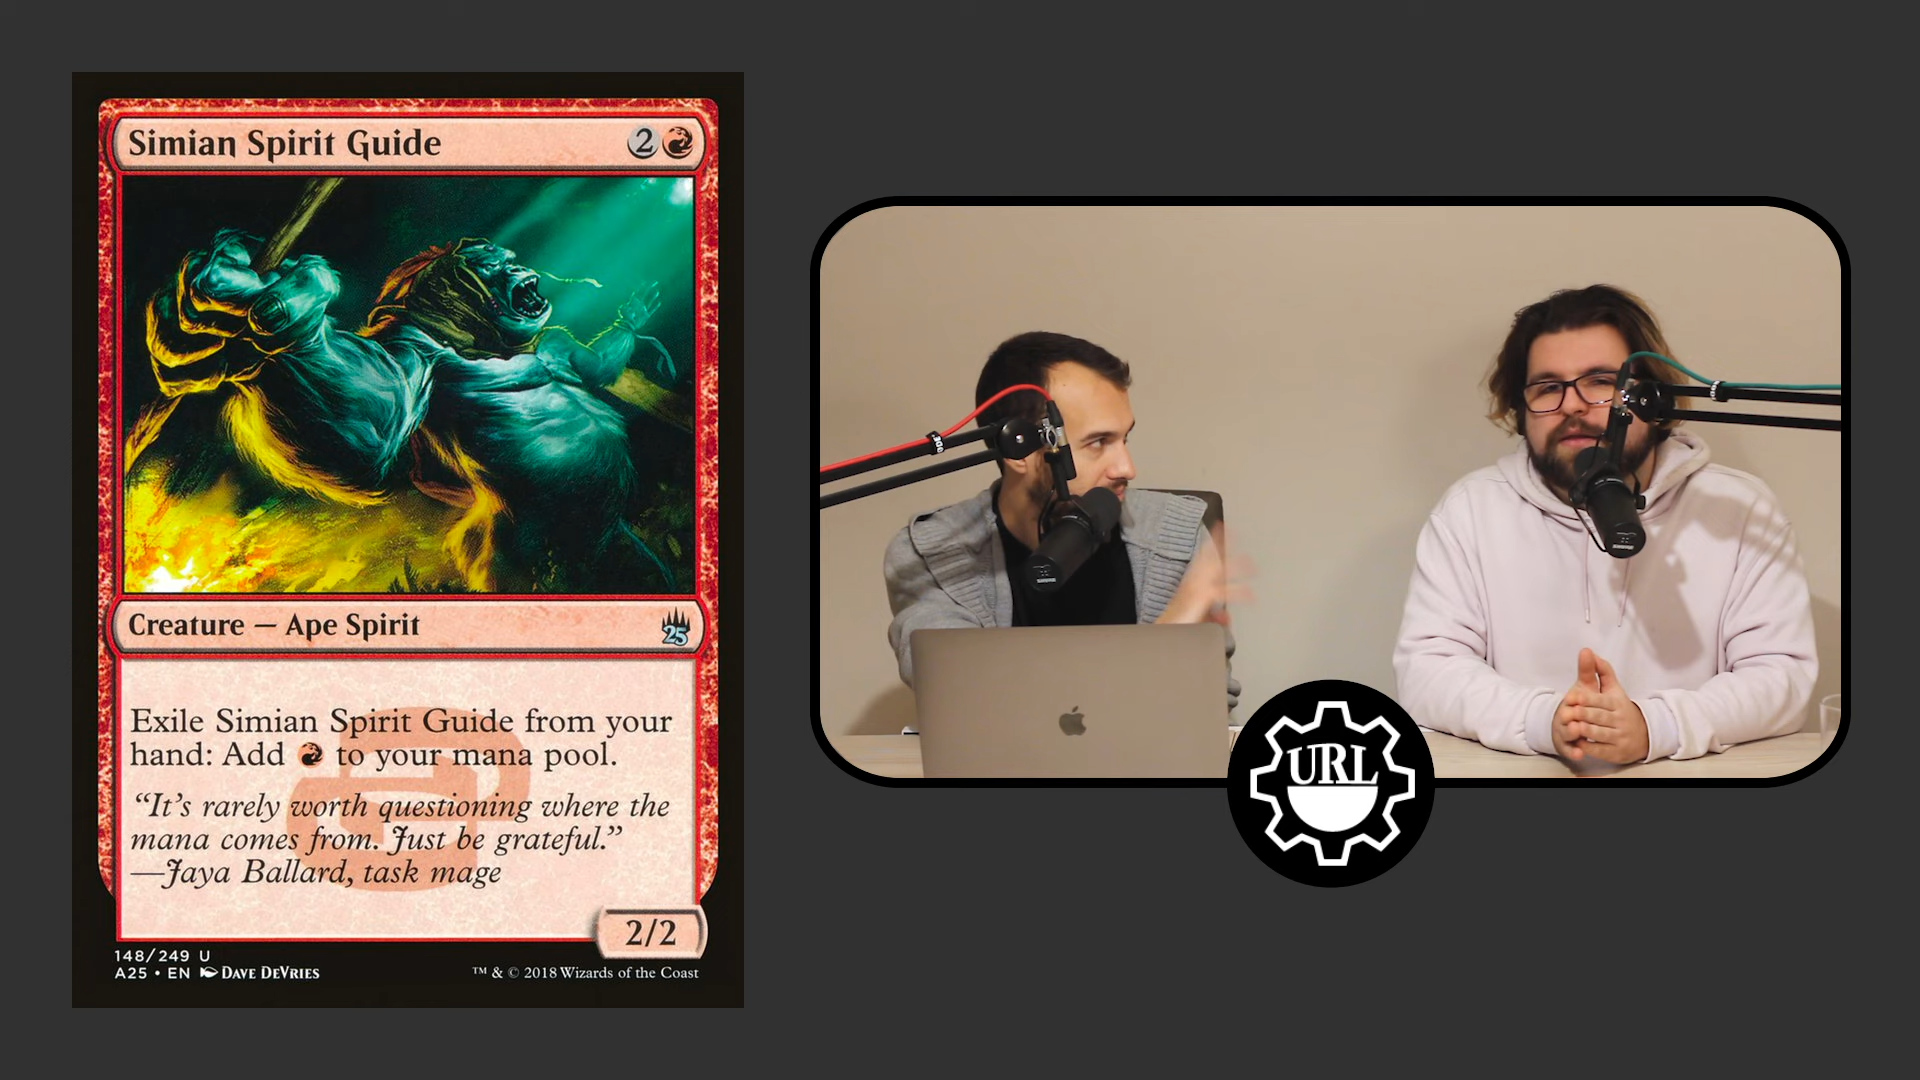 Simian Spirit Guide 2
Creature — Ape Spirit
25
Exile Simian Spirit Guide from your
hand: Add to your mana pool.
“It’s rarely worth questioning where the
mana comes from. Just be grateful.”
—Jaya Ballard, task mage
2/2
148/249 U
A25 • EN Dave DeVries
™ & © 2018 Wizards of the Coast
URL